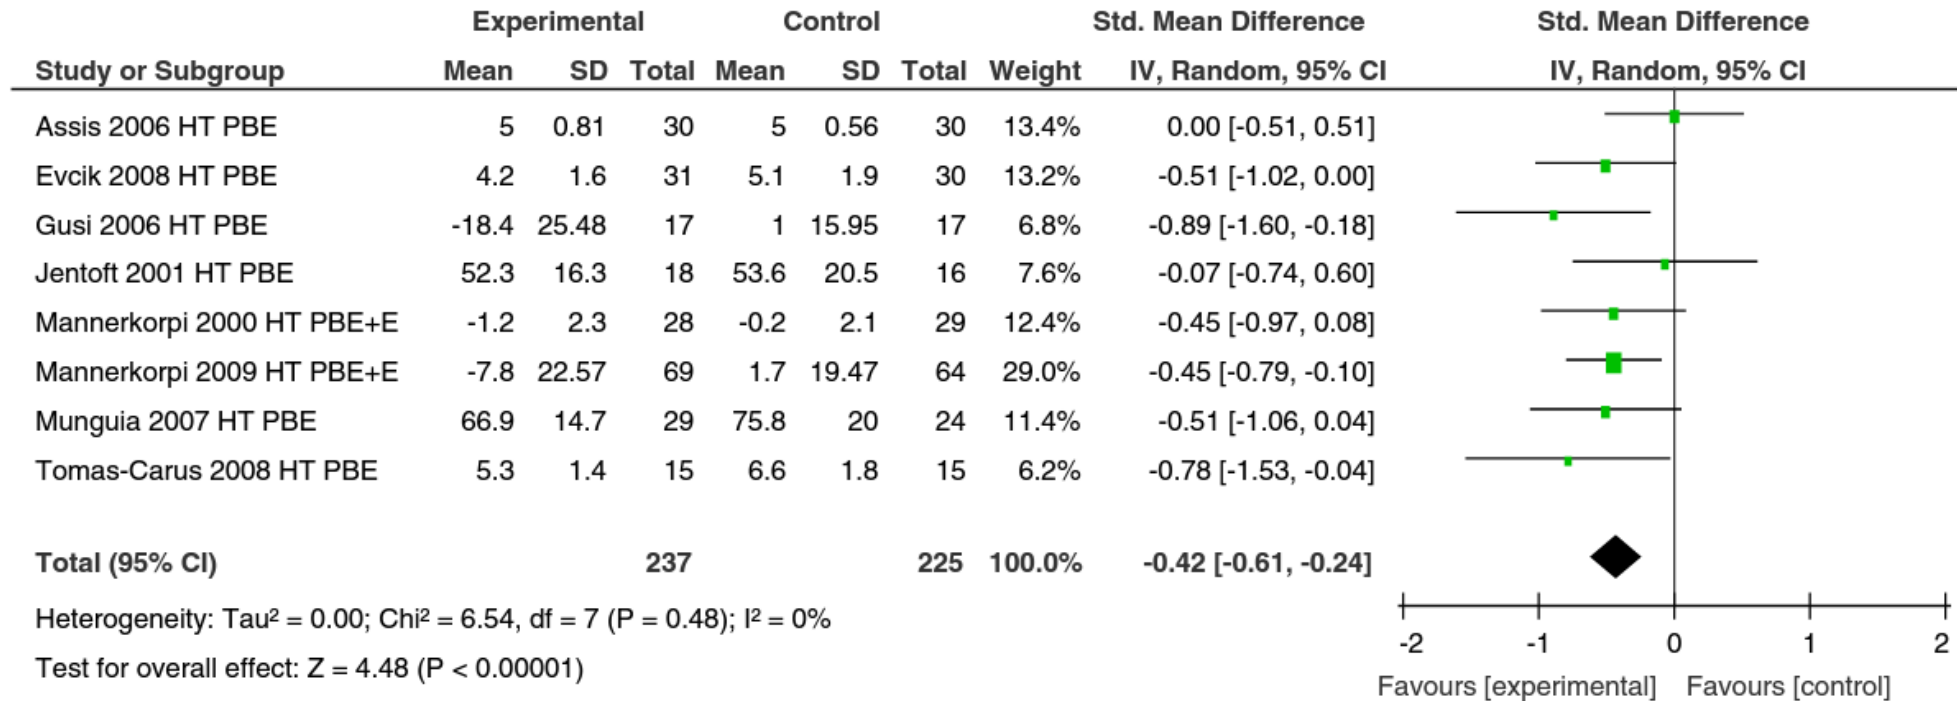 Experimental Control Std. Mean Difference Std. Mean Difference
Study or Subgroup Mean SD Total Mean SD Total Weight IV, Random, 95% CI IV, Random, 95% CI
Assis 2006 HT PBE 5 0.81 30 5 0.56 30 13.4% 0.00 [-0.51, 0.51]
Evcik 2008 HT PBE 4.2 1.6 31 5.1 1.9 30 13.2% -0.51 [-1.02, 0.00]
Gusi 2006 HT PBE -18.4 25.48 17 1 15.95 17 6.8% -0.89 [-1.60, -0.18]
Jentoft 2001 HT PBE 52.3 16.3 18 53.6 20.5 16 7.6% -0.07 [-0.74, 0.60]
Mannerkorpi 2000 HT PBE+E -1.2 2.3 28 -0.2 2.1 29 12.4% -0.45 [-0.97, 0.08]
Mannerkorpi 2009 HT PBE+E -7.8 22.57 69 1.7 19.47 64 29.0% -0.45 [-0.79, -0.10]
Munguia 2007 HT PBE 66.9 14.7 29 75.8 20 24 11.4% -0.51 [-1.06, 0.04]
Tomas-Carus 2008 HT PBE 5.3 1.4 15 6.6 1.8 15 6.2% -0.78 [-1.53, -0.04]
Total (95% CI) 237 225 100.0% -0.42 [-0.61, -0.24]
Heterogeneity: Tau² = 0.00; Chi² = 6.54, df = 7 (P = 0.48); I² = 0%
Test for overall effect: Z = 4.48 (P < 0.00001)
-2 -1 0 1 2
Favours [experimental] Favours [control]